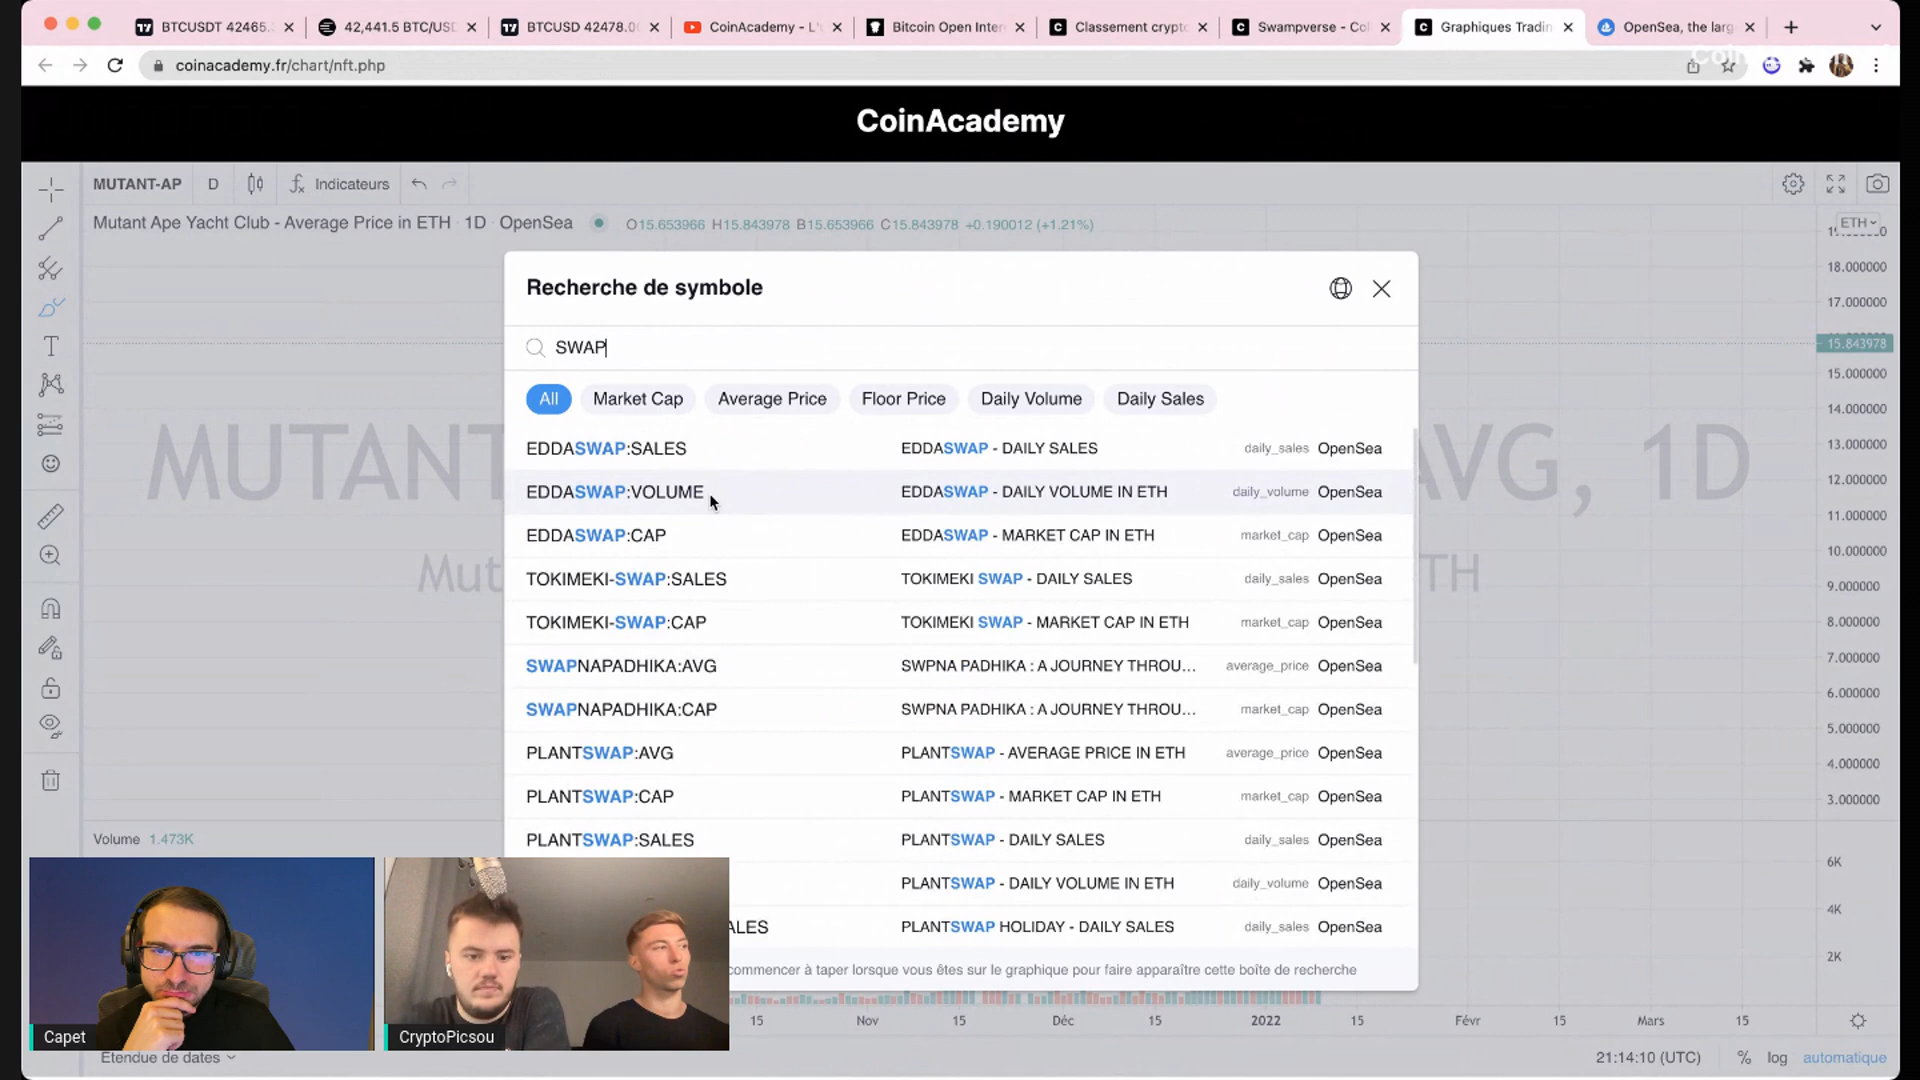 BTCUSDT 42465.
42,441.5 BTC/US
BTCUSD 42478.0
CoinAcademy - L'
Bitcoin Open Inter
Classement crypt
Swampverse - Co
Graphiques Tradin
OpenSea, the larg
coinacademy.fr/chart/nft.php
CoinAcademy
MUTANT-AP
D
Indicateurs
Mutant Ape Yacht Club - Average Price in ETH · 1D · OpenSea
O15.653966 H15.843978 B15.653966 C15.843978 +0.190012 (+1.21%)
ETH
18.000000
17.000000
15.843978
15.000000
14.000000
13.000000
12.000000
11.000000
10.000000
9.000000
8.000000
7.000000
6.000000
5.000000
4.000000
3.000000
MUTANT
AVG, 1D
Mut
TH
Recherche de symbole
SWAP
All
Market Cap
Average Price
Floor Price
Daily Volume
Daily Sales
EDDASWAP:SALES EDDASWAP - DAILY SALES daily_sales OpenSea
EDDASWAP:VOLUME EDDASWAP - DAILY VOLUME IN ETH daily_volume OpenSea
EDDASWAP:CAP EDDASWAP - MARKET CAP IN ETH market_cap OpenSea
TOKIMEKI-SWAP:SALES TOKIMEKI SWAP - DAILY SALES daily_sales OpenSea
TOKIMEKI-SWAP:CAP TOKIMEKI SWAP - MARKET CAP IN ETH market_cap OpenSea
SWAPNAPADHIKA:AVG SWPNA PADHIKA : A JOURNEY THROU... average_price OpenSea
SWAPNAPADHIKA:CAP SWPNA PADHIKA : A JOURNEY THROU... market_cap OpenSea
PLANTSWAP:AVG PLANTSWAP - AVERAGE PRICE IN ETH average_price OpenSea
PLANTSWAP:CAP PLANTSWAP - MARKET CAP IN ETH market_cap OpenSea
PLANTSWAP:SALES PLANTSWAP - DAILY SALES daily_sales OpenSea
PLANTSWAP - DAILY VOLUME IN ETH daily_volume OpenSea
ALES PLANTSWAP HOLIDAY - DAILY SALES daily_sales OpenSea
commencer à taper lorsque vous êtes sur le graphique pour faire apparaître cette boîte de recherche
Volume 1.473K
6K
4K
2K
Capet
CryptoPicsou
15 Nov 15 Déc 15 2022 15 Févr 15 Mars 15
Étendue de dates
21:14:10 (UTC) % log automatique